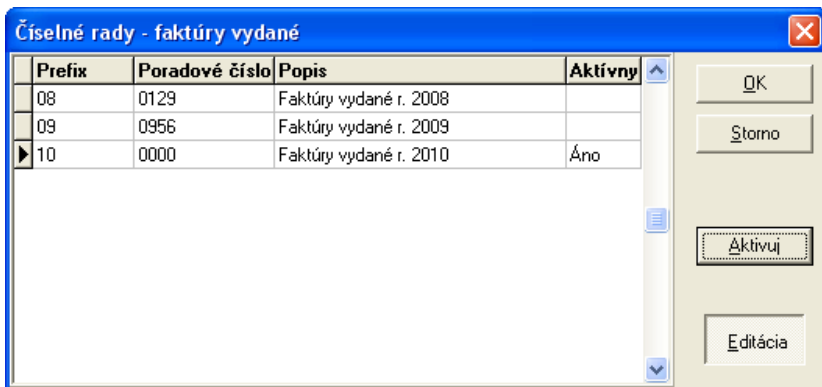 Číselné rady - faktúry vydané
Prefix Poradové číslo Popis Aktívny
08 0129 Faktúry vydané r. 2008
09 0956 Faktúry vydané r. 2009
10 0000 Faktúry vydané r. 2010 Áno
OK
Storno
Aktivuj
Editácia